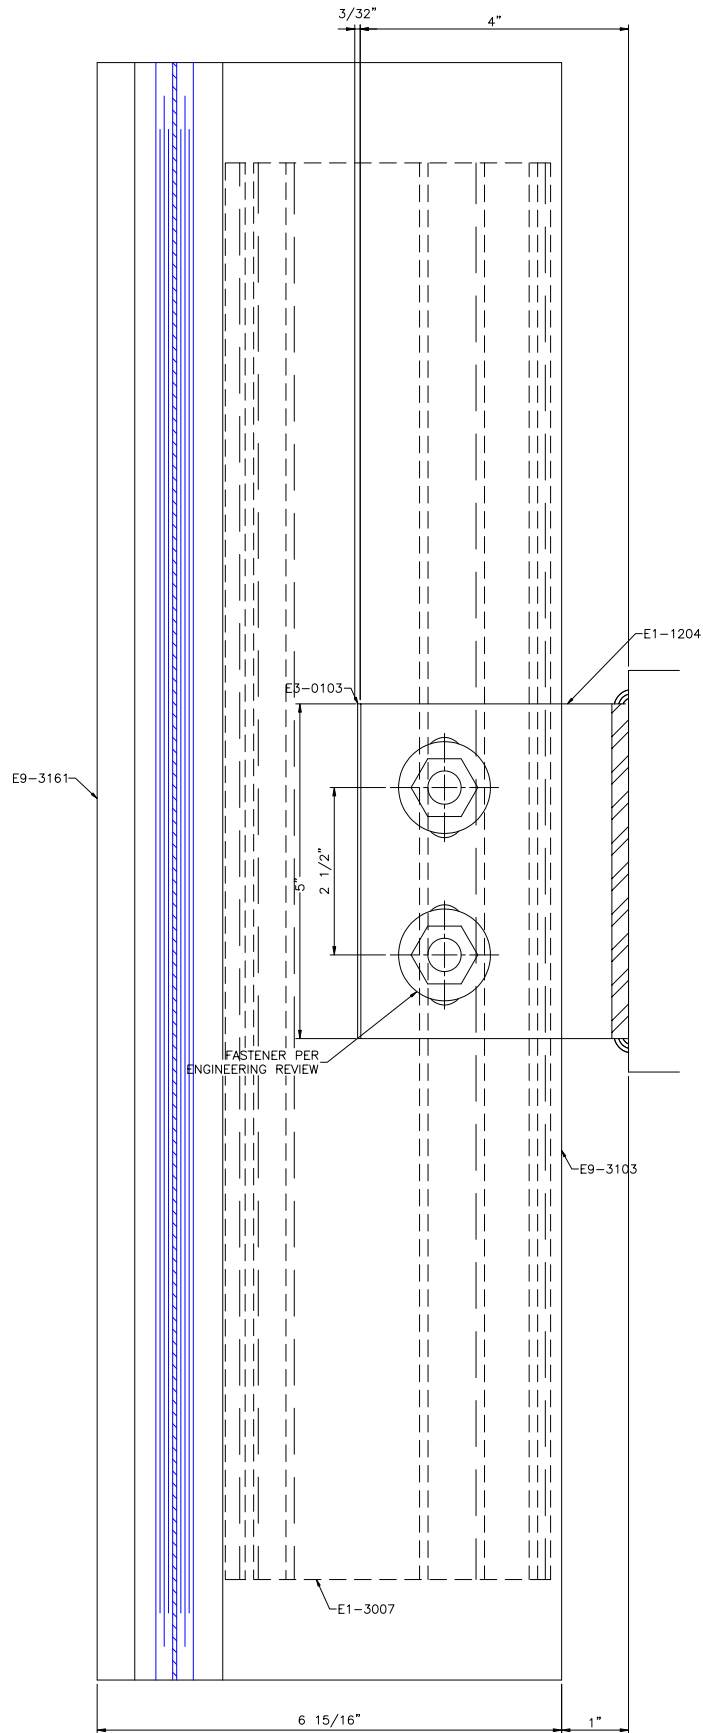 3/32"
4"
E1-1204
E3-0103
E9-3161
2 1/2"
5"
FASTENER PER
ENGINEERING REVIEW
E9-3103
E1-3007
6 15/16"
1"